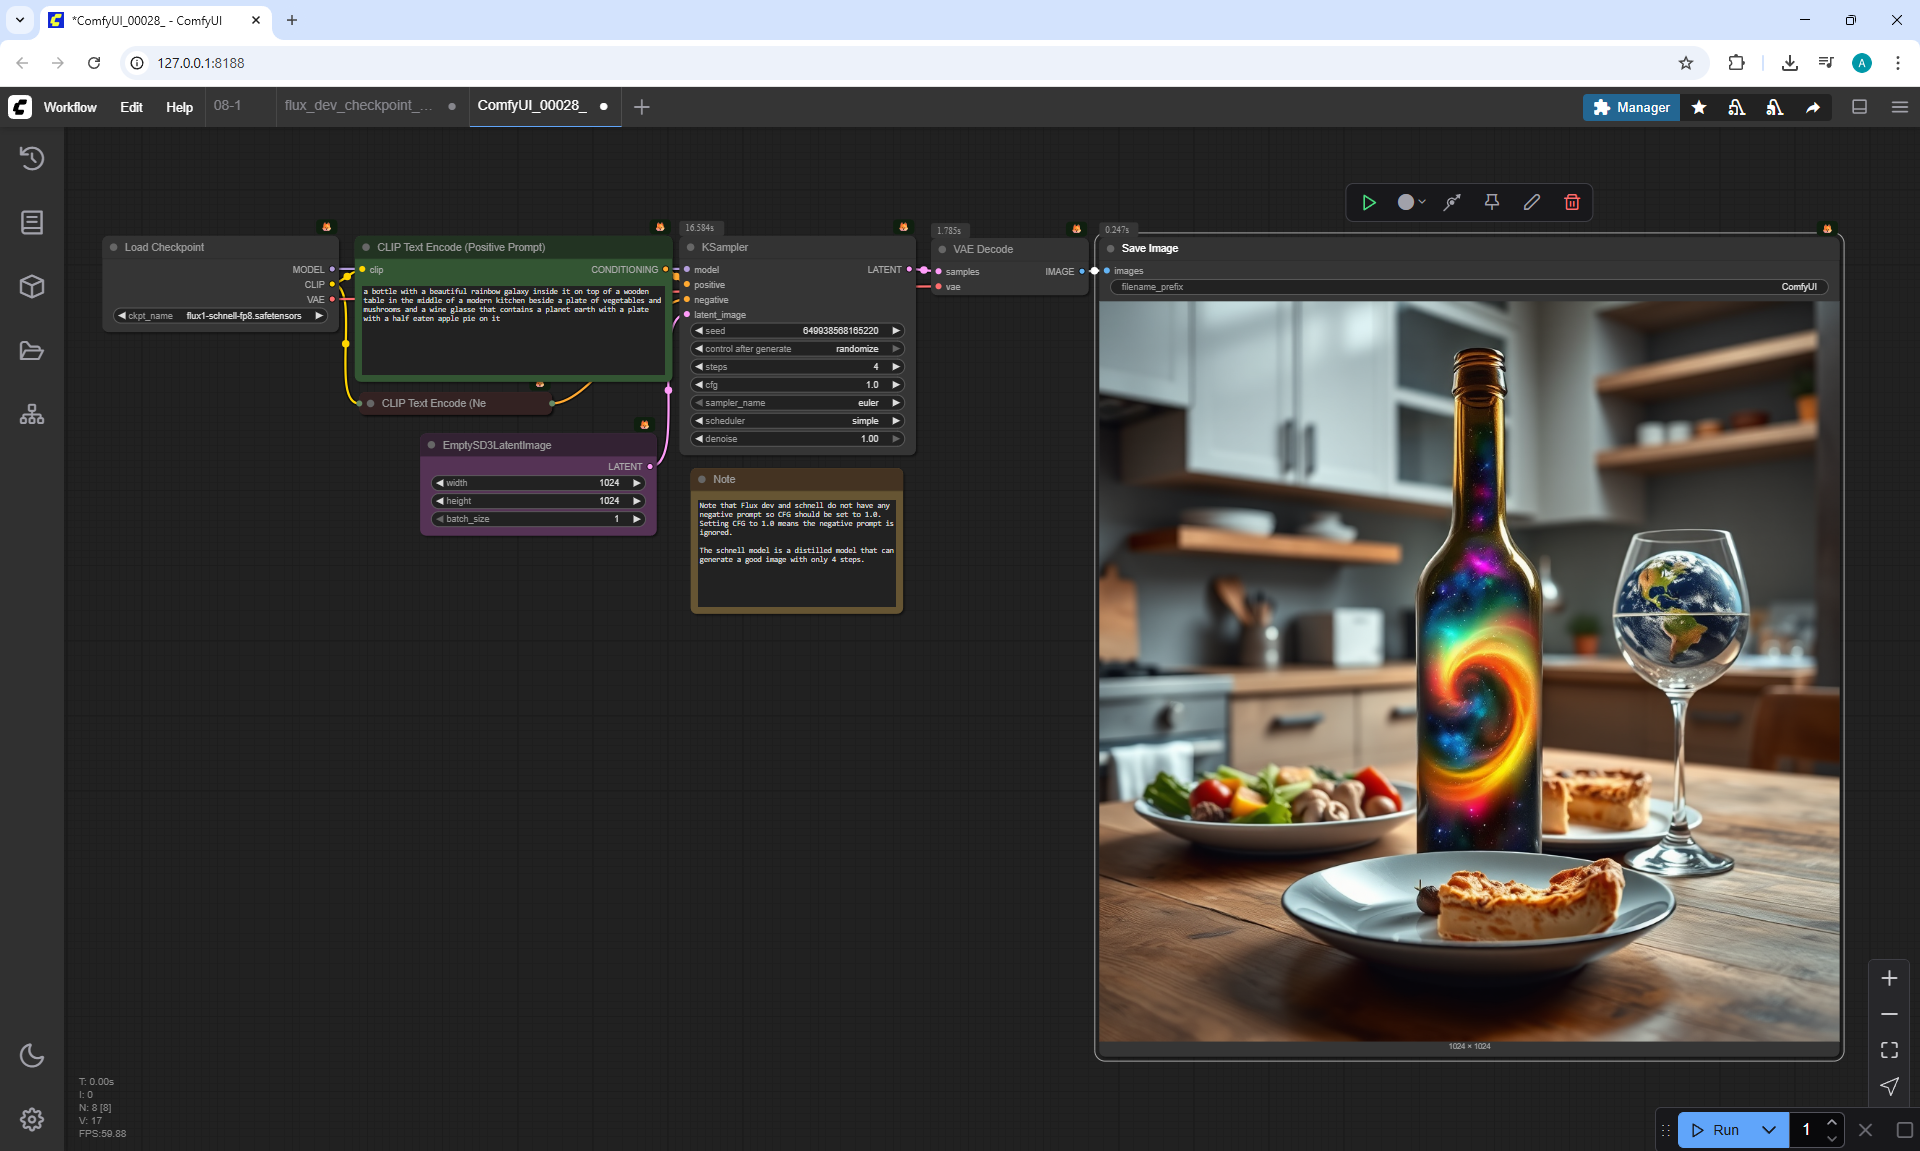 *ComfyUI_00028_ - ComfyUI
127.0.0.1:8188
A
Workflow
Edit
Help
08-1
flux_dev_checkpoint_...
ComfyUI_00028_
Manager
Load Checkpoint
MODEL
CLIP
VAE
ckpt_name flux1-schnell-fp8.safetensors
CLIP Text Encode (Positive Prompt)
clip
CONDITIONING
a bottle with a beautiful rainbow galaxy inside it on top of a wooden
table in the middle of a modern kitchen beside a plate of vegetables and
mushrooms and a wine glasse that contains a planet earth with a plate
with a half eaten apple pie on it
CLIP Text Encode (Ne
EmptySD3LatentImage
LATENT
width 1024
height 1024
batch_size 1
16.584s
KSampler
model
LATENT
positive
negative
latent_image
seed 649938568165220
control after generate randomize
steps 4
cfg 1.0
sampler_name euler
scheduler simple
denoise 1.00
Note
Note that Flux dev and schnell do not have any
negative prompt so CFG should be set to 1.0.
Setting CFG to 1.0 means the negative prompt is
ignored.
The schnell model is a distilled model that can
generate a good image with only 4 steps.
1.785s
VAE Decode
samples
IMAGE
vae
0.247s
Save Image
images
filename_prefix ComfyUI
1024 × 1024
T: 0.00s
I: 0
N: 8 [8]
V: 17
FPS:59.88
Run
1